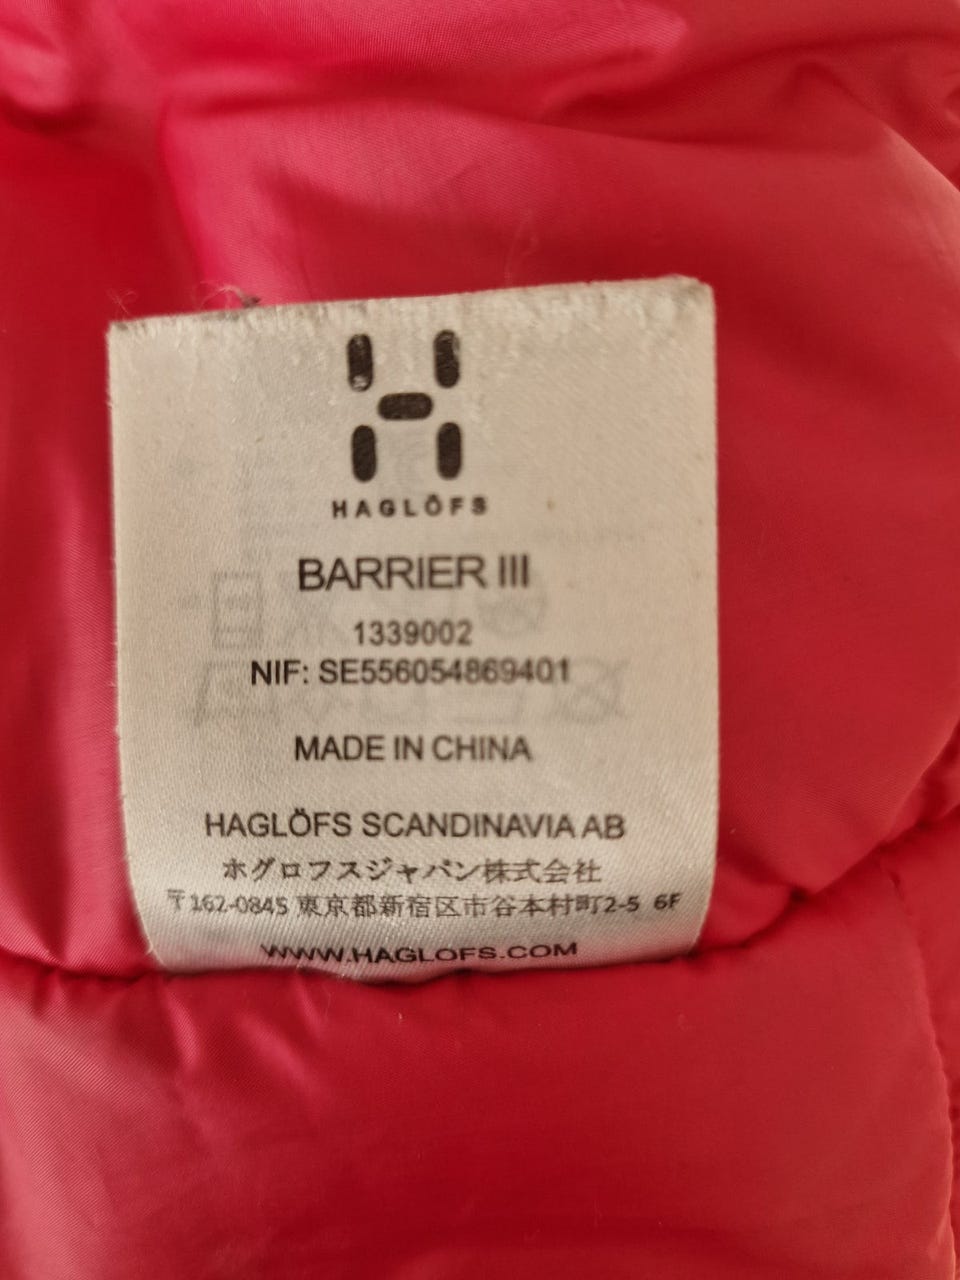 HAGLÖFS
BARRIER III
1339002
NIF: SE556054869401
MADE IN CHINA
HAGLÖFS SCANDINAVIA AB
ホグロフスジャパン株式会社
〒162-0845 東京都新宿区市谷本村町2-5 6F
WWW.HAGLOFS.COM